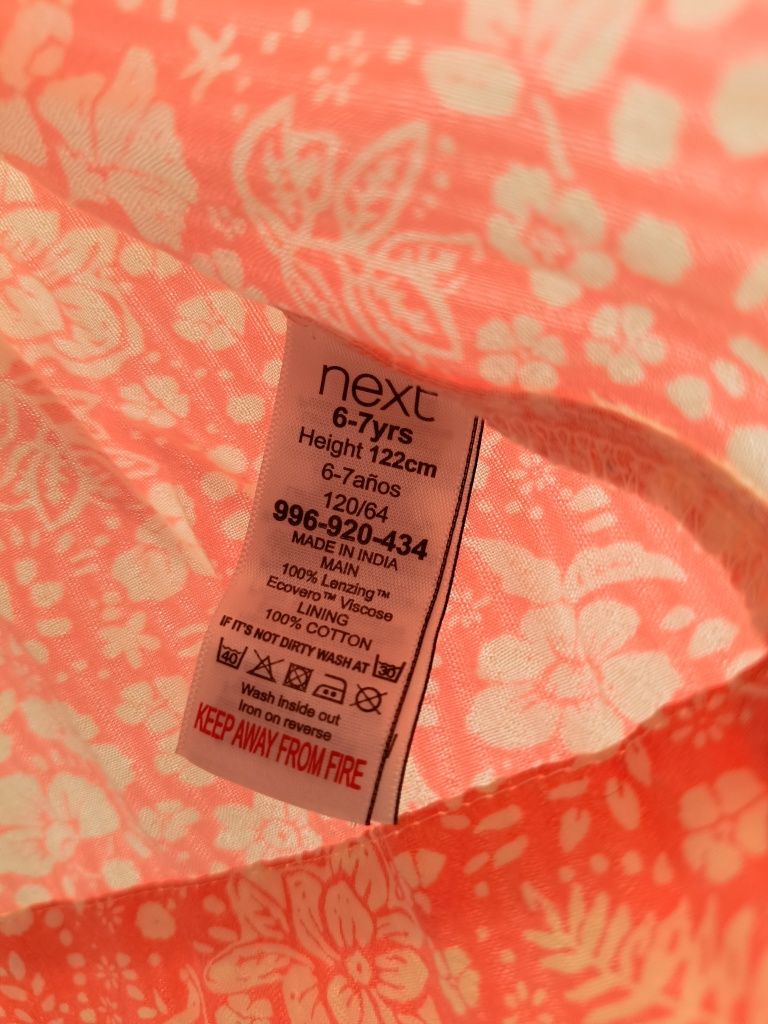 next
6-7yrs
Height 122cm
6-7años
120/64
996-920-434
MADE IN INDIA
MAIN
100% Lenzing™
Ecovero™ Viscose
LINING
100% COTTON
IF IT'S NOT DIRTY WASH AT 30
40
Wash inside out
Iron on reverse
KEEP AWAY FROM FIRE